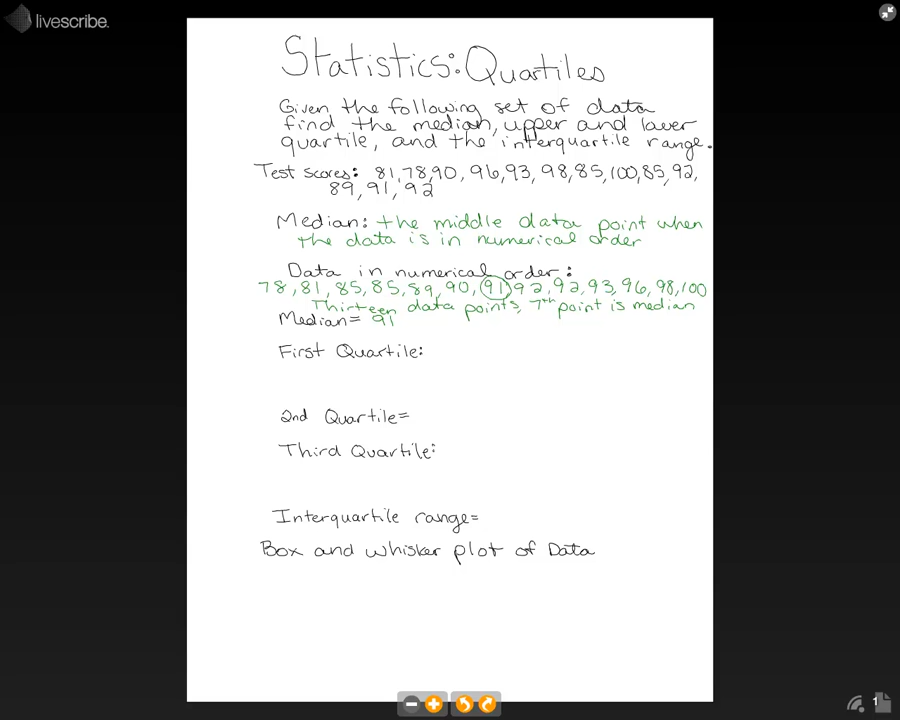 livescribe.
Statistics: Quartiles
Given the following set of data
find the median, upper and lower
quartile, and the interquartile range.
Test scores: 81,78,90, 96,93, 98,85,100,85,92,
89, 91, 92
Median: the middle data point when
the data is in numerical order
Data in numerical order:
78,81,85,85,89,90,91,92,92,93,96,98,100
Thirteen data points, 7th point is median
Median= 91
First Quartile:
2nd Quartile=
Third Quartile:
Interquartile range=
Box and whisker plot of Data
1